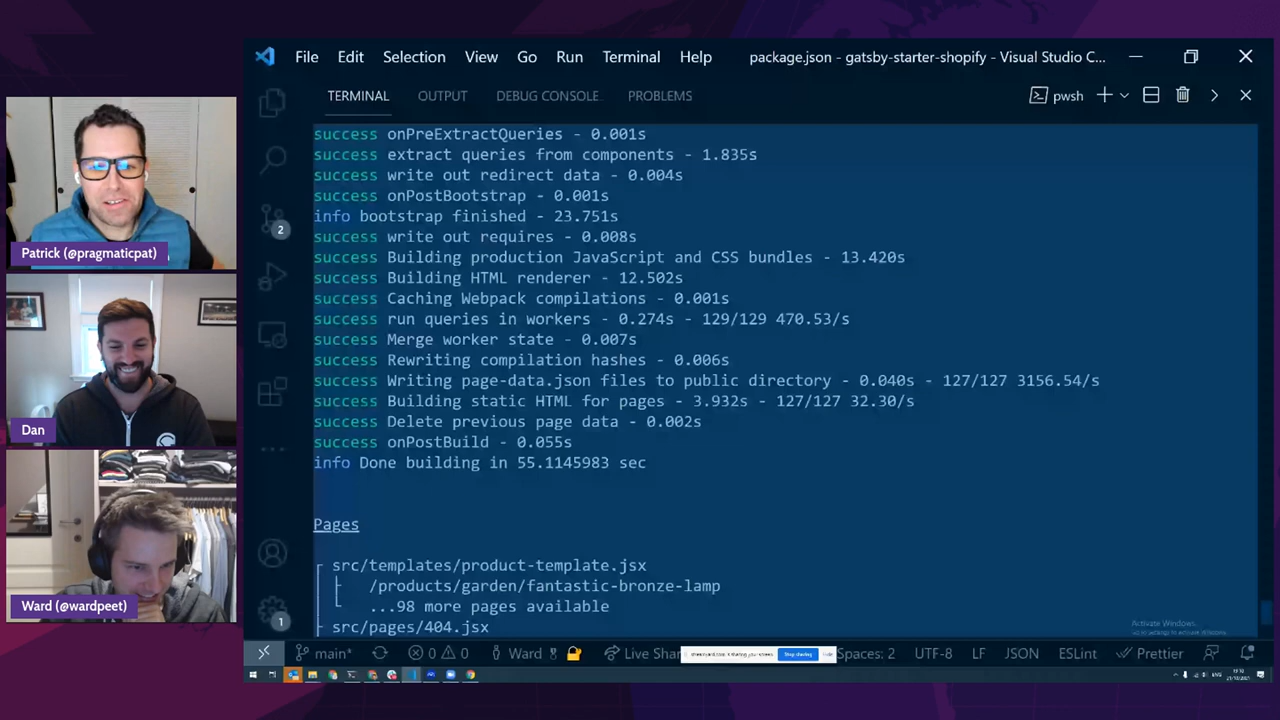 File Edit Selection View Go Run Terminal Help package.json - gatsby-starter-shopify - Visual Studio C...
TERMINAL OUTPUT DEBUG CONSOLE PROBLEMS pwsh
success onPreExtractQueries - 0.001s
success extract queries from components - 1.835s
success write out redirect data - 0.004s
success onPostBootstrap - 0.001s
info bootstrap finished - 23.751s
success write out requires - 0.008s
success Building production JavaScript and CSS bundles - 13.420s
success Building HTML renderer - 12.502s
success Caching Webpack compilations - 0.001s
success run queries in workers - 0.274s - 129/129 470.53/s
success Merge worker state - 0.007s
success Rewriting compilation hashes - 0.006s
success Writing page-data.json files to public directory - 0.040s - 127/127 3156.54/s
success Building static HTML for pages - 3.932s - 127/127 32.30/s
success Delete previous page data - 0.002s
success onPostBuild - 0.055s
info Done building in 55.1145983 sec
Pages
src/templates/product-template.jsx
/products/garden/fantastic-bronze-lamp
...98 more pages available
src/pages/404.jsx
2
1
Patrick (@pragmaticpat)
Dan
Ward (@wardpeet)
Activate Windows
main* 0 0 Ward Live Shar Stop sharing Hide Spaces: 2 UTF-8 LF JSON ESLint Prettier